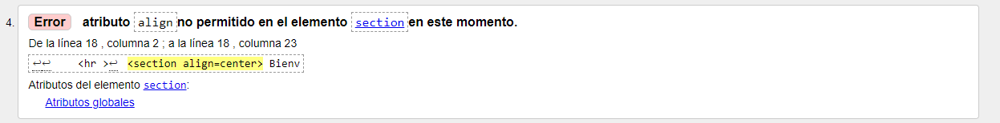 4. Error atributo align no permitido en el elemento section en este momento.
De la línea 18 , columna 2 ; a la línea 18 , columna 23
↩↩ <hr >↩ <section align=center> Bienv
Atributos del elemento section:
Atributos globales